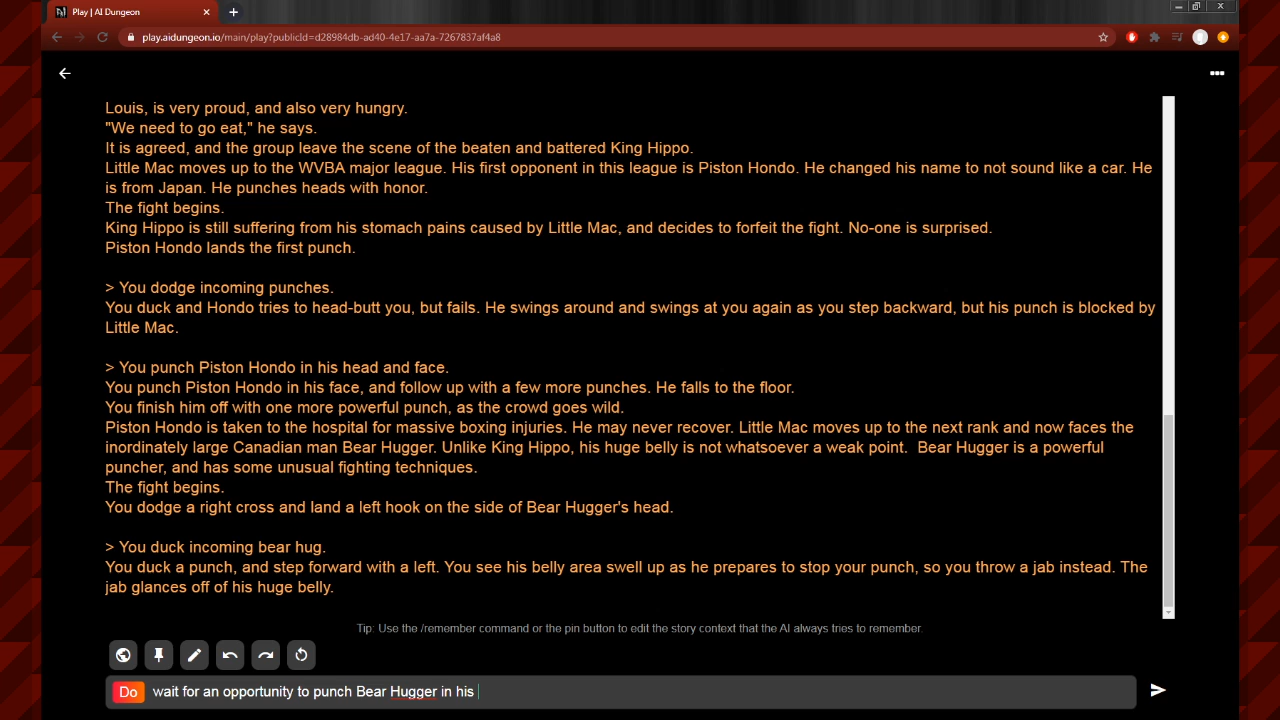 Play | AI Dungeon
play.aidungeon.io/main/play?publicId=d28984db-ad40-4e17-aa7a-7267837af4a8
Louis, is very proud, and also very hungry.
"We need to go eat," he says.
It is agreed, and the group leave the scene of the beaten and battered King Hippo.
Little Mac moves up to the WVBA major league. His first opponent in this league is Piston Hondo. He changed his name to not sound like a car. He
is from Japan. He punches heads with honor.
The fight begins.
King Hippo is still suffering from his stomach pains caused by Little Mac, and decides to forfeit the fight. No-one is surprised.
Piston Hondo lands the first punch.
> You dodge incoming punches.
You duck and Hondo tries to head-butt you, but fails. He swings around and swings at you again as you step backward, but his punch is blocked by
Little Mac.
> You punch Piston Hondo in his head and face.
You punch Piston Hondo in his face, and follow up with a few more punches. He falls to the floor.
You finish him off with one more powerful punch, as the crowd goes wild.
Piston Hondo is taken to the hospital for massive boxing injuries. He may never recover. Little Mac moves up to the next rank and now faces the
inordinately large Canadian man Bear Hugger. Unlike King Hippo, his huge belly is not whatsoever a weak point.  Bear Hugger is a powerful
puncher, and has some unusual fighting techniques.
The fight begins.
You dodge a right cross and land a left hook on the side of Bear Hugger's head.
> You duck incoming bear hug.
You duck a punch, and step forward with a left. You see his belly area swell up as he prepares to stop your punch, so you throw a jab instead. The
jab glances off of his huge belly.
Tip: Use the /remember command or the pin button to edit the story context that the AI always tries to remember.
Do wait for an opportunity to punch Bear Hugger in his